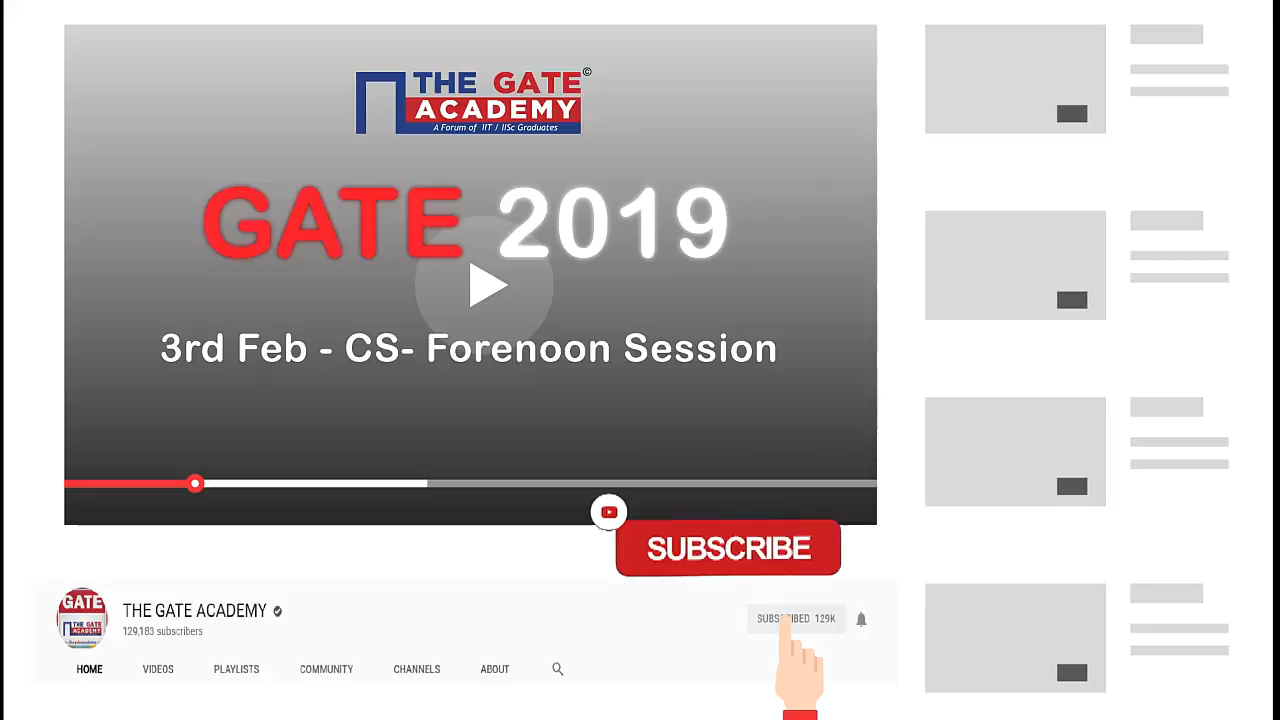 THE GATE ©
ACADEMY
A Forum of IIT / IISc Graduates
GATE 2019
3rd Feb - CS- Forenoon Session
SUBSCRIBE
GATE
THE GATE ACADEMY
129,183 subscribers
SUBSCRIBED 129K
HOME VIDEOS PLAYLISTS COMMUNITY CHANNELS ABOUT